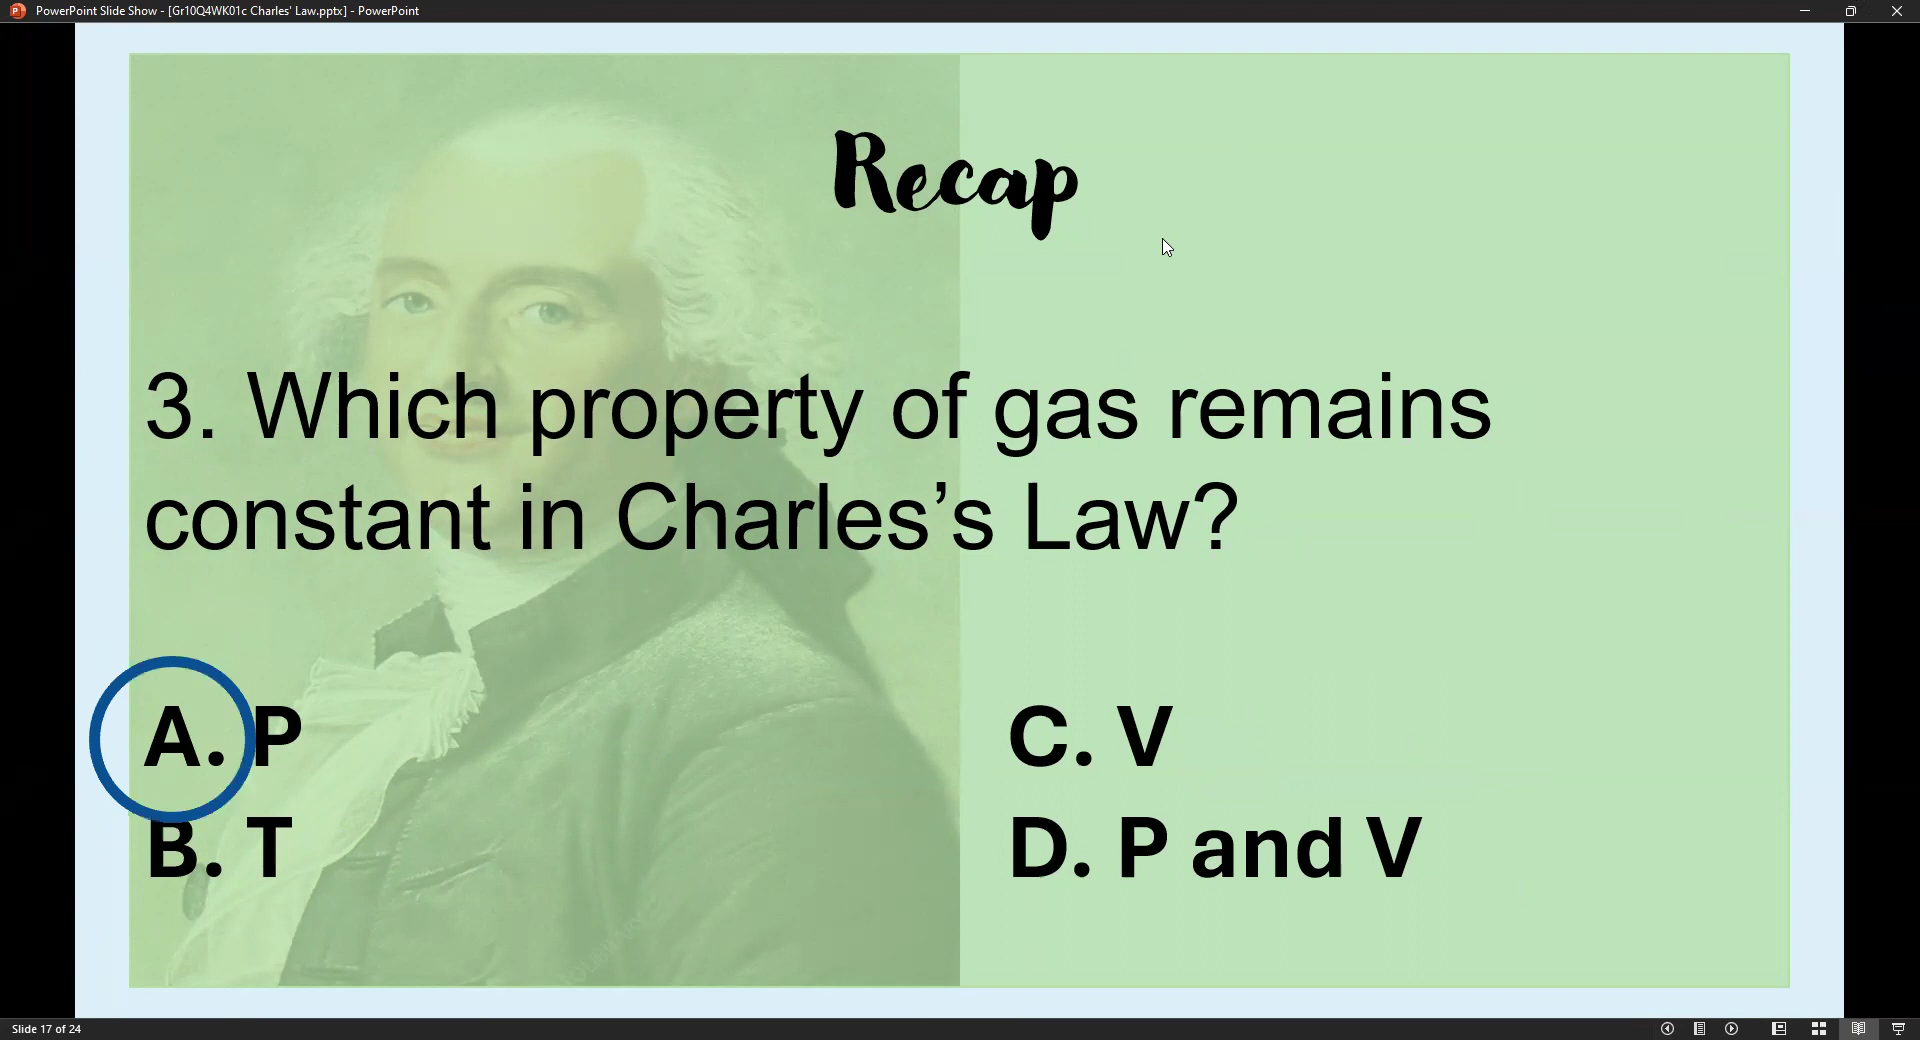 PowerPoint Slide Show - [Gr10Q4WK01c Charles' Law.pptx] - PowerPoint
Recap
3. Which property of gas remains
constant in Charles’s Law?
A. P
B. T
C. V
D. P and V
Slide 17 of 24